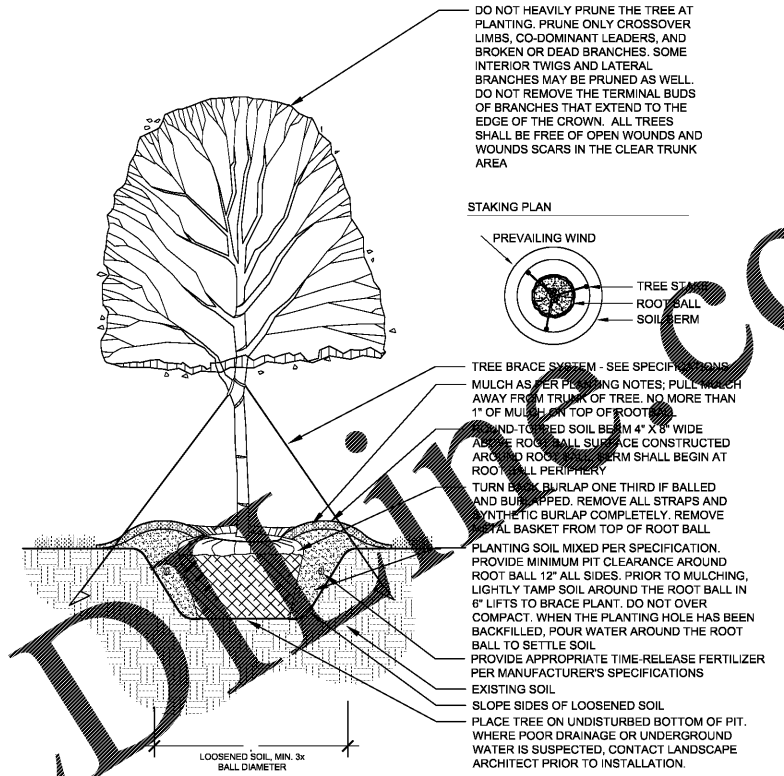 DO NOT HEAVILY PRUNE THE TREE AT
PLANTING. PRUNE ONLY CROSSOVER
LIMBS, CO-DOMINANT LEADERS, AND
BROKEN OR DEAD BRANCHES. SOME
INTERIOR TWIGS AND LATERAL
BRANCHES MAY BE PRUNED AS WELL.
DO NOT REMOVE THE TERMINAL BUDS
OF BRANCHES THAT EXTEND TO THE
EDGE OF THE CROWN. ALL TREES
SHALL BE FREE OF OPEN WOUNDS AND
WOUNDS SCARS IN THE CLEAR TRUNK
AREA
STAKING PLAN
PREVAILING WIND
TREE STAKE
ROOT BALL
SOIL BERM
TREE BRACE SYSTEM - SEE SPECIFICATIONS
MULCH AS PER PLANTING NOTES; PULL MULCH
AWAY FROM TRUNK OF TREE. NO MORE THAN
1" OF MULCH ON TOP OF ROOTBALL
ROUND-TOPPED SOIL BERM 4" X 8" WIDE
ABOVE ROOT BALL SURFACE CONSTRUCTED
AROUND ROOT BALL. BERM SHALL BEGIN AT
ROOT BALL PERIPHERY
TURN BACK BURLAP ONE THIRD IF BALLED
AND BURLAPPED. REMOVE ALL STRAPS AND
SYNTHETIC BURLAP COMPLETELY. REMOVE
METAL BASKET FROM TOP OF ROOT BALL
PLANTING SOIL MIXED PER SPECIFICATION.
PROVIDE MINIMUM PIT CLEARANCE AROUND
ROOT BALL 12" ALL SIDES. PRIOR TO MULCHING,
LIGHTLY TAMP SOIL AROUND THE ROOT BALL IN
6" LIFTS TO BRACE PLANT. DO NOT OVER
COMPACT. WHEN THE PLANTING HOLE HAS BEEN
BACKFILLED, POUR WATER AROUND THE ROOT
BALL TO SETTLE SOIL
PROVIDE APPROPRIATE TIME-RELEASE FERTILIZER
PER MANUFACTURER'S SPECIFICATIONS
EXISTING SOIL
SLOPE SIDES OF LOOSENED SOIL
PLACE TREE ON UNDISTURBED BOTTOM OF PIT.
WHERE POOR DRAINAGE OR UNDERGROUND
WATER IS SUSPECTED, CONTACT LANDSCAPE
ARCHITECT PRIOR TO INSTALLATION.
LOOSENED SOIL, MIN. 3x
BALL DIAMETER
DLine.co